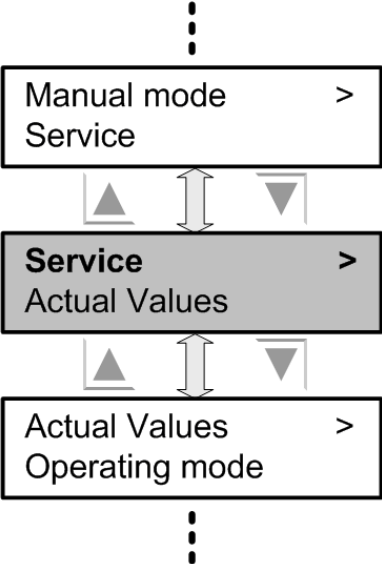 Manual mode >
Service
Service >
Actual Values
Actual Values >
Operating mode